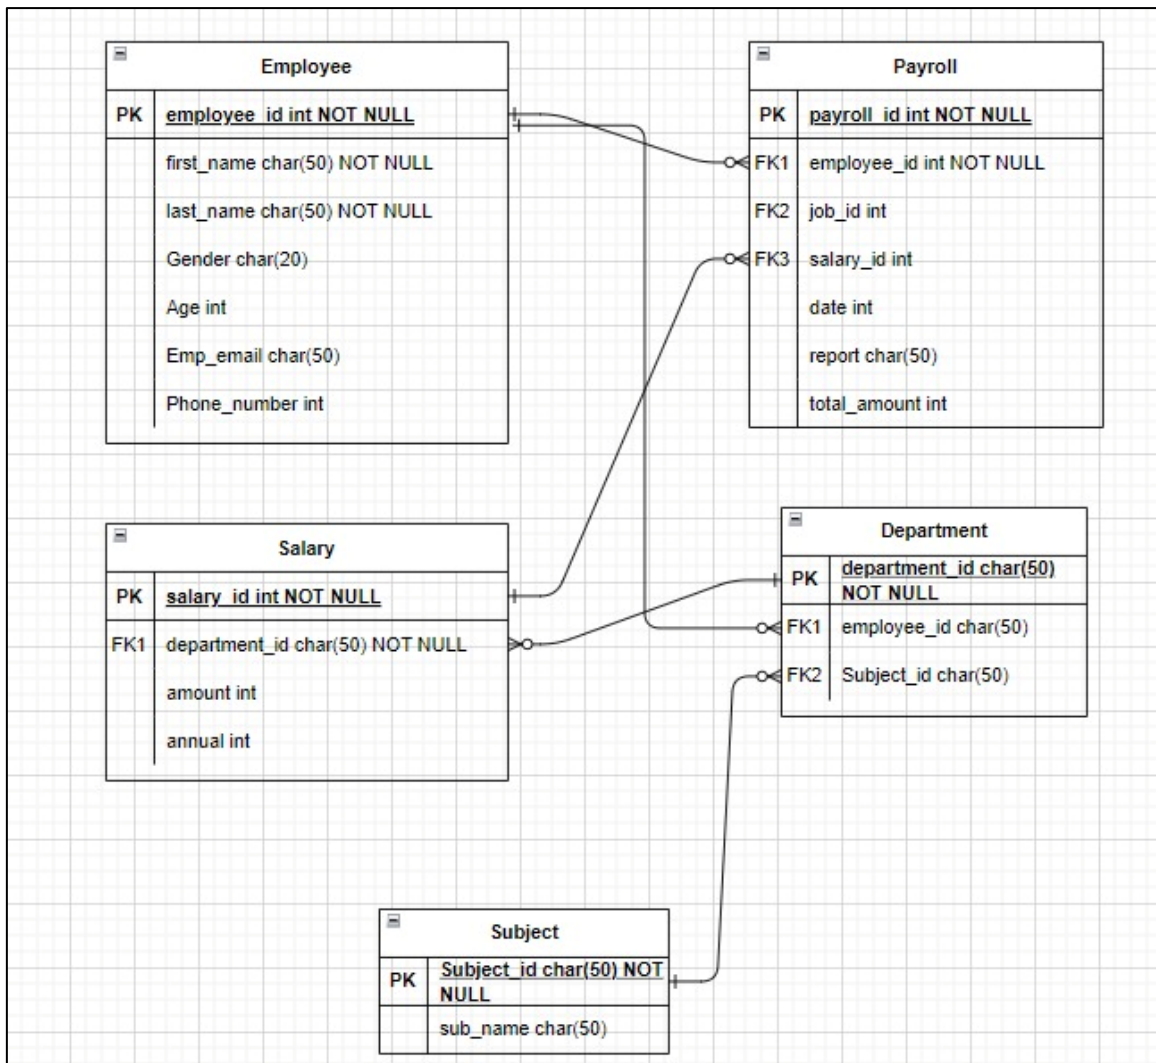 Employee
PK employee_id int NOT NULL
first_name char(50) NOT NULL
last_name char(50) NOT NULL
Gender char(20)
Age int
Emp_email char(50)
Phone_number int
Payroll
PK payroll_id int NOT NULL
FK1 employee_id int NOT NULL
FK2 job_id int
FK3 salary_id int
date int
report char(50)
total_amount int
Salary
PK salary_id int NOT NULL
FK1 department_id char(50) NOT NULL
amount int
annual int
Department
PK department_id char(50)
NOT NULL
FK1 employee_id char(50)
FK2 Subject_id char(50)
Subject
PK Subject_id char(50) NOT
NULL
sub_name char(50)